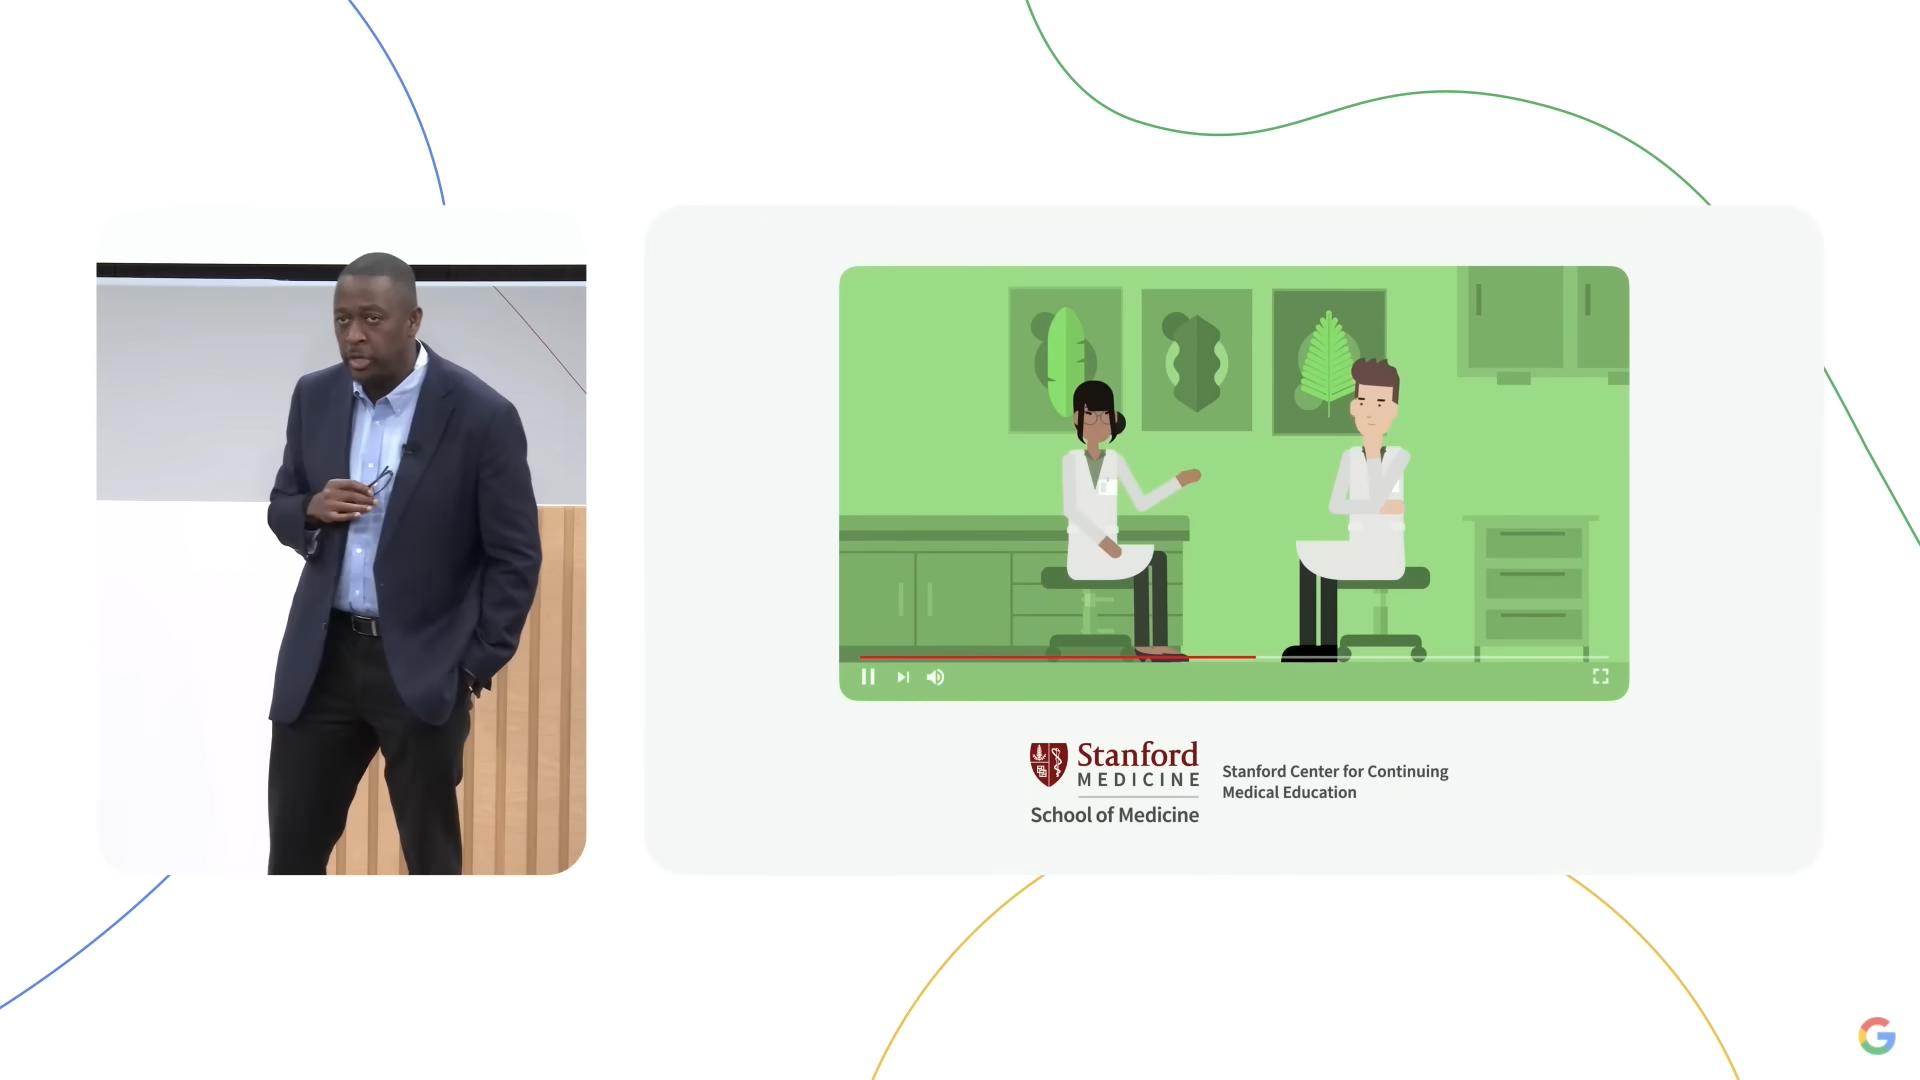 Stanford
MEDICINE
School of Medicine
Stanford Center for Continuing
Medical Education